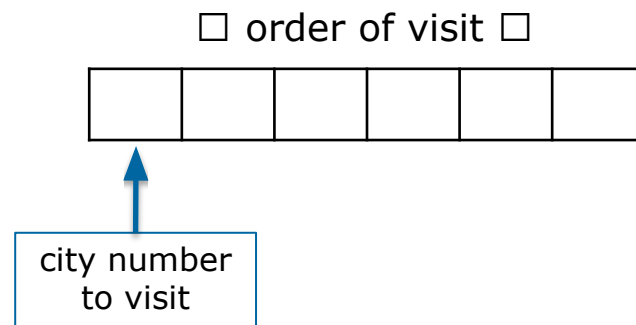 □ order of visit □
city number
to visit